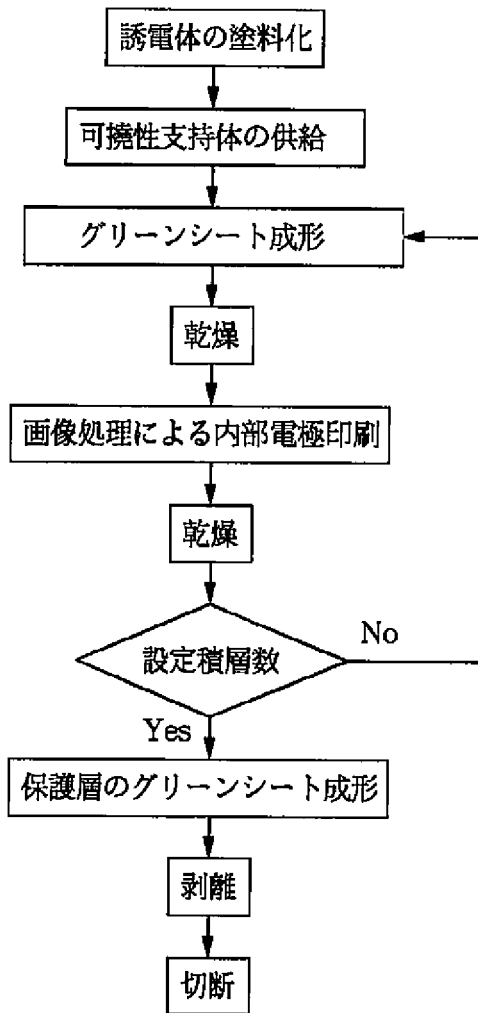 誘電体の塗料化
可撓性支持体の供給
グリーンシート成形
乾燥
画像処理による内部電極印刷
乾燥
設定積層数
No
Yes
保護層のグリーンシート成形
剥離
切断